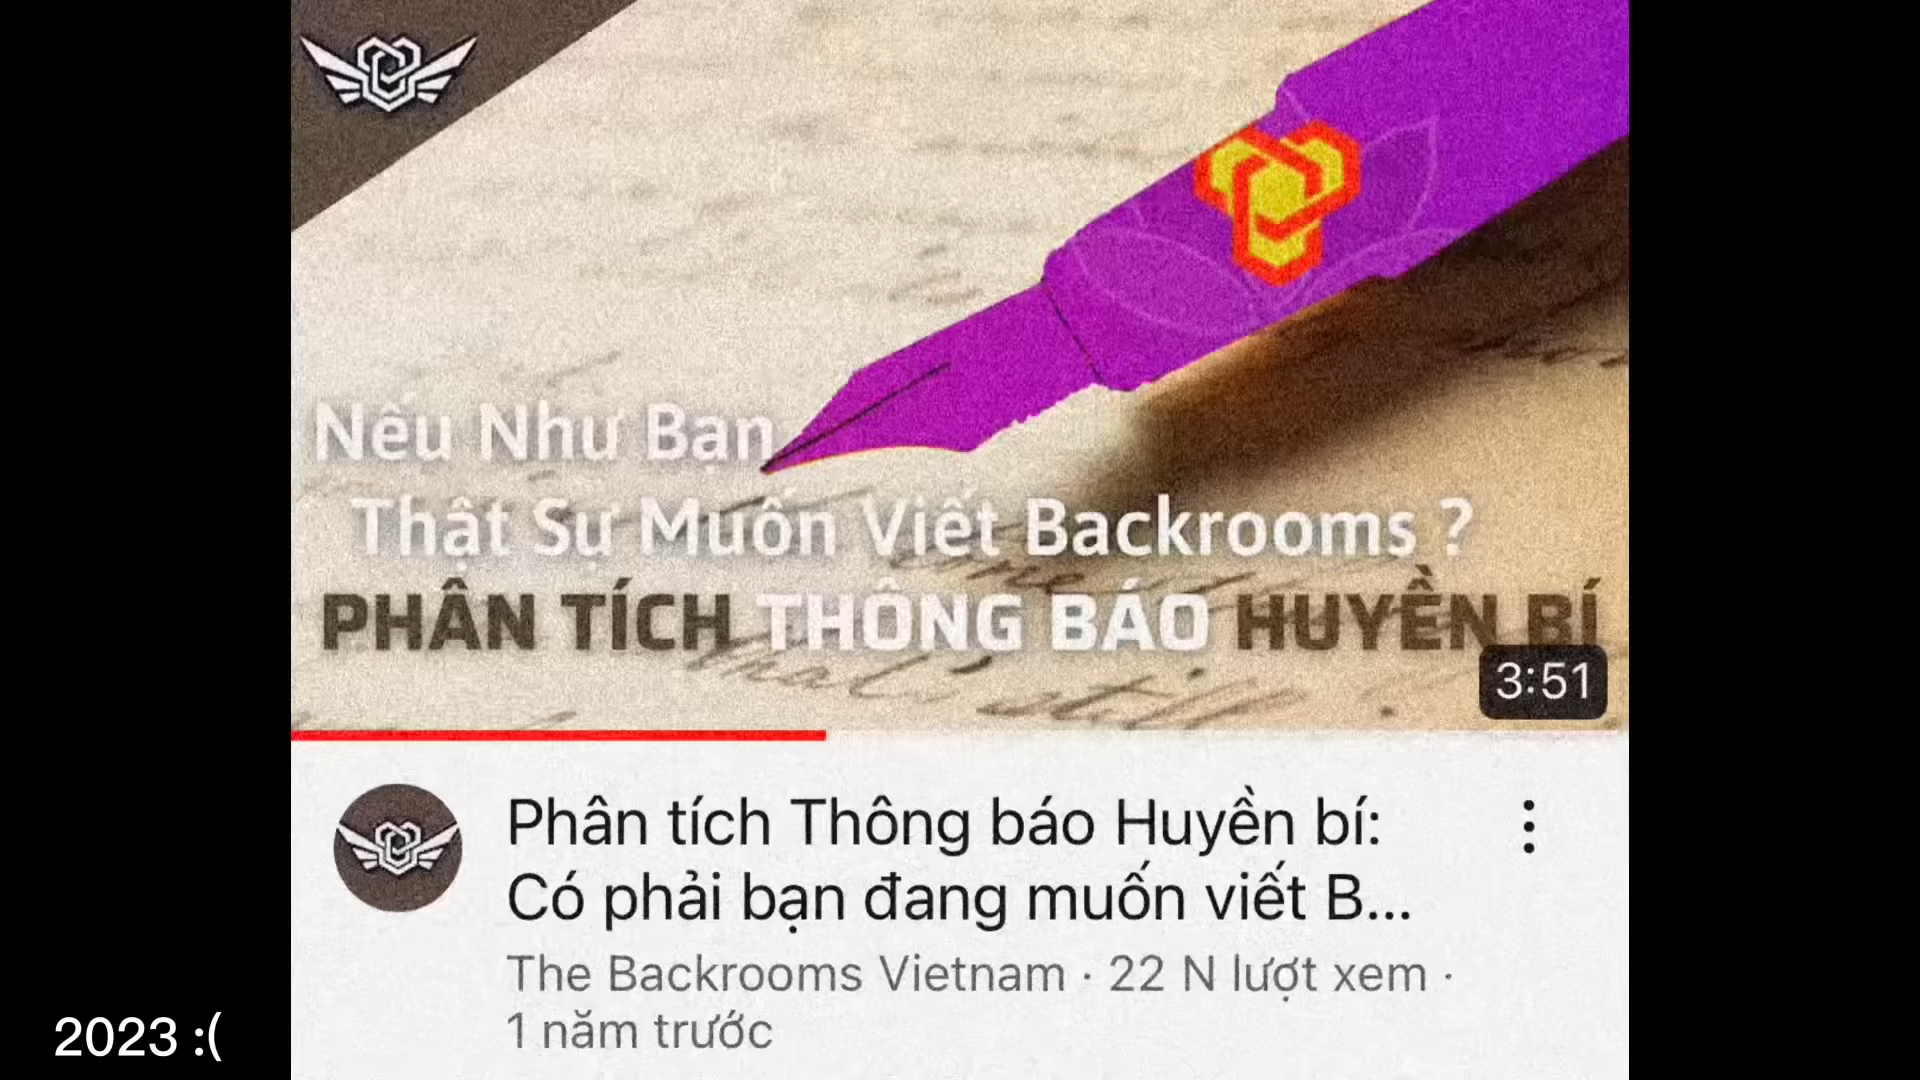 Nếu Như Bạn
Thật Sự Muốn Viết Backrooms ?
PHÂN TÍCH THÔNG BÁO HUYỀN BÍ
3:51
Phân tích Thông báo Huyền bí:
Có phải bạn đang muốn viết B...
The Backrooms Vietnam · 22 N lượt xem ·
1 năm trước
2023 :(